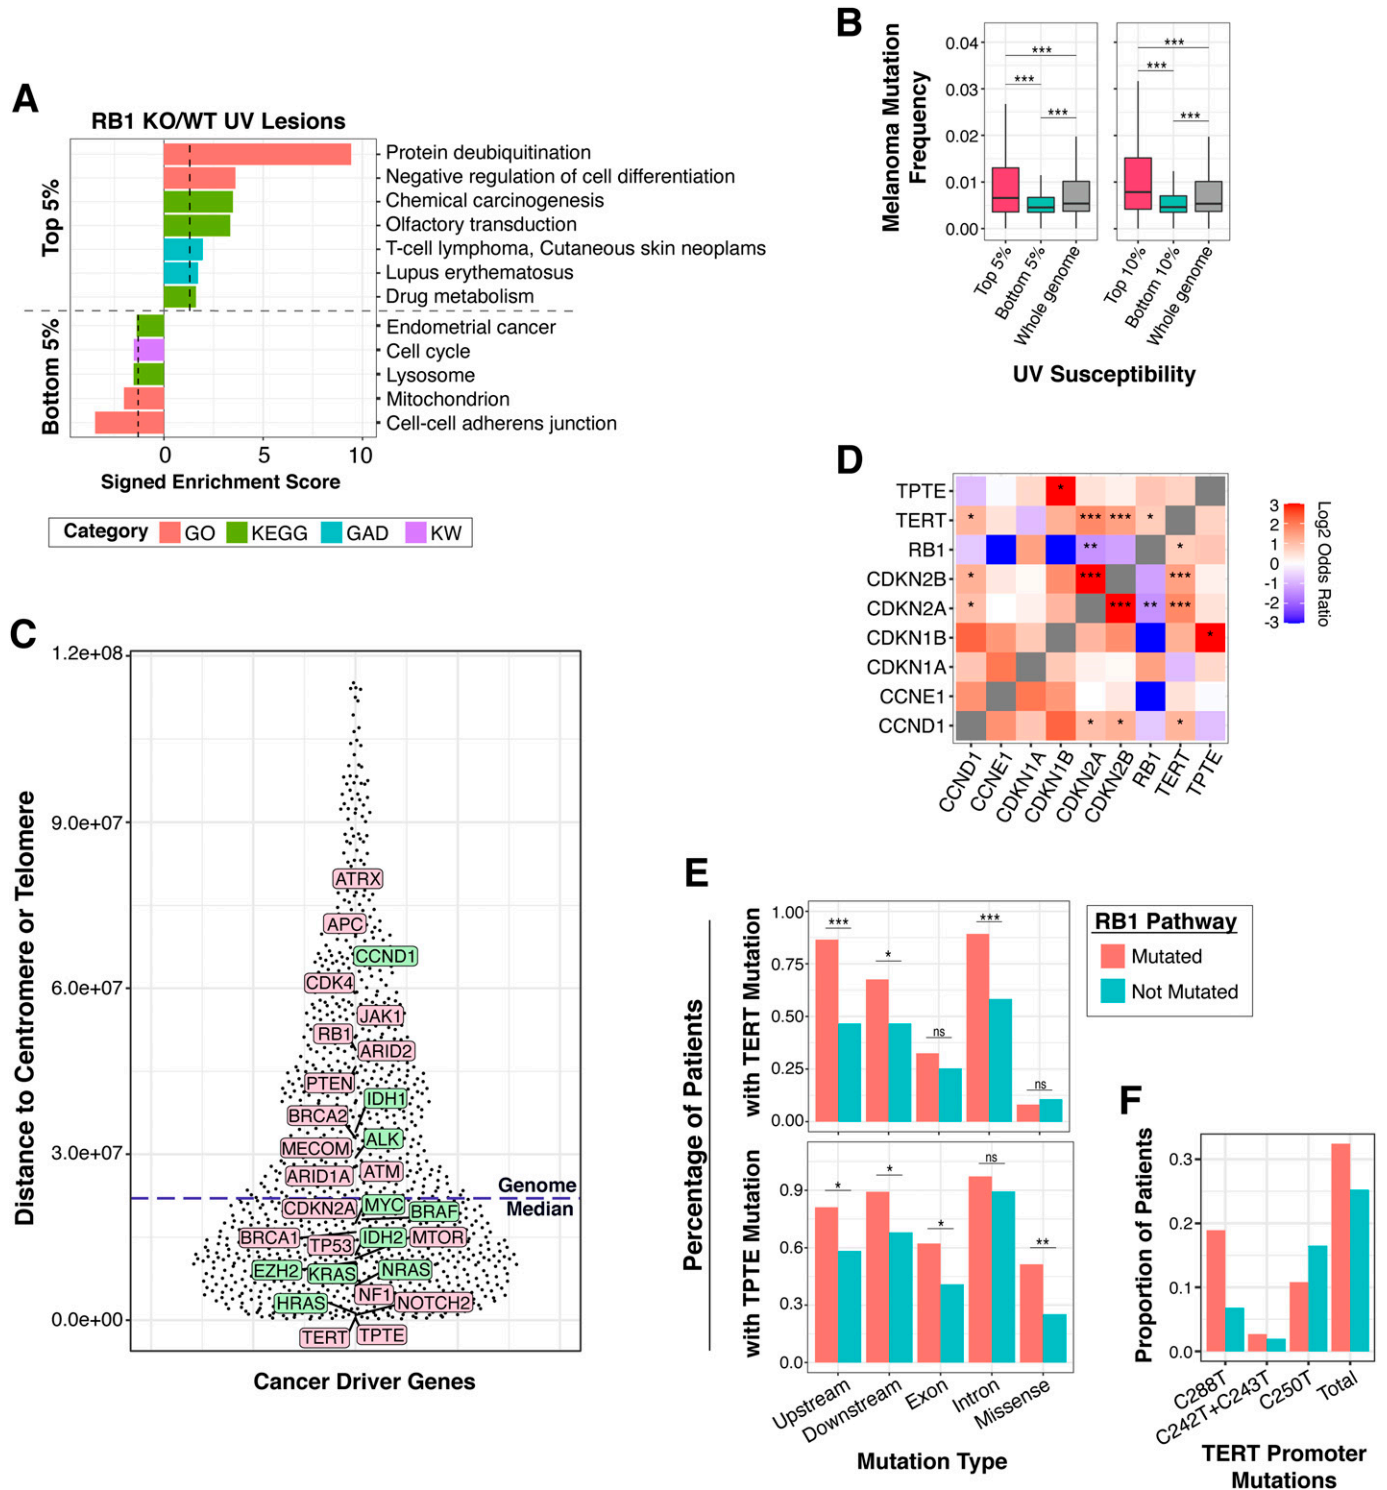 A
RB1 KO/WT UV Lesions
Top 5%
Bottom 5%
Protein deubiquitination
Negative regulation of cell differentiation
Chemical carcinogenesis
Olfactory transduction
T-cell lymphoma, Cutaneous skin neoplams
Lupus erythematosus
Drug metabolism
Endometrial cancer
Cell cycle
Lysosome
Mitochondrion
Cell-cell adherens junction
0 5 10
Signed Enrichment Score
Category GO KEGG GAD KW
B
Melanoma Mutation
Frequency
0.04
0.03
0.02
0.01
0.00
*** *** ***
*** *** ***
Top 5% Bottom 5% Whole genome
Top 10% Bottom 10% Whole genome
UV Susceptibility
C
Distance to Centromere or Telomere
1.2e+08
9.0e+07
6.0e+07
3.0e+07
0.0e+00
ATRX
APC
CCND1
CDK4
JAK1
RB1
ARID2
PTEN
IDH1
BRCA2
ALK
MECOM
ATM
ARID1A
Genome
Median
CDKN2A MYC BRAF
BRCA1 TP53 IDH2 MTOR
EZH2 KRAS NRAS
HRAS NF1 NOTCH2
TERT TPTE
Cancer Driver Genes
D
TPTE *
TERT * *** *** *
RB1 ** *
CDKN2B * *** ***
CDKN2A * *** ** ***
CDKN1B *
CDKN1A
CCNE1
CCND1 * * *
CCND1 CCNE1 CDKN1A CDKN1B CDKN2A CDKN2B RB1 TERT TPTE
3
2
1
0
-1
-2
-3
Log2 Odds Ratio
E
Percentage of Patients
with TERT Mutation
1.00
0.75
0.50
0.25
0.00
*** * ns *** ns
with TPTE Mutation
0.9
0.6
0.3
0.0
* * * ns **
Upstream Downstream Exon Intron Missense
Mutation Type
RB1 Pathway
Mutated
Not Mutated
F
Proportion of Patients
0.3
0.2
0.1
0.0
C288T C242T+C243T C250T Total
TERT Promoter
Mutations